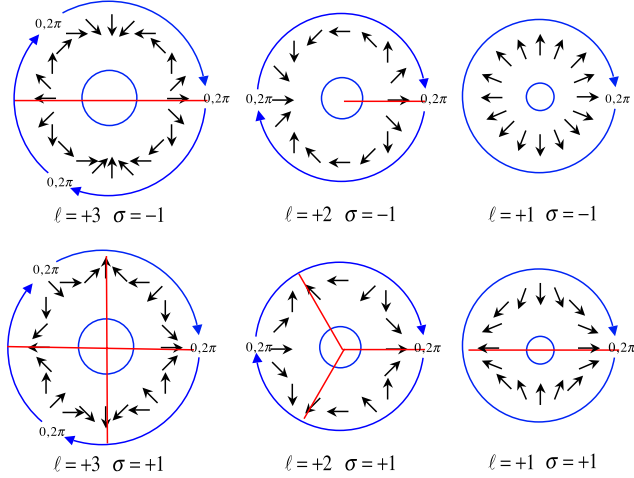 0,2π
0,2π 0,2π 0,2π 0,2π
0,2π
ℓ = +3 σ = −1 ℓ = +2 σ = −1 ℓ = +1 σ = −1
0,2π
0,2π 0,2π 0,2π 0,2π
0,2π
ℓ = +3 σ = +1 ℓ = +2 σ = +1 ℓ = +1 σ = +1